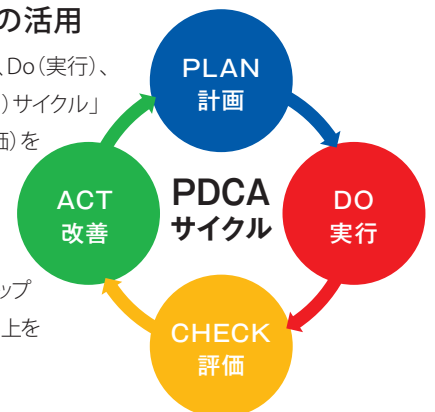 の活用
、Do（実行）、
）サイクル」
価）を
ップ
上を
PLAN
計画
DO
実行
CHECK
評価
ACT
改善
PDCA
サイクル